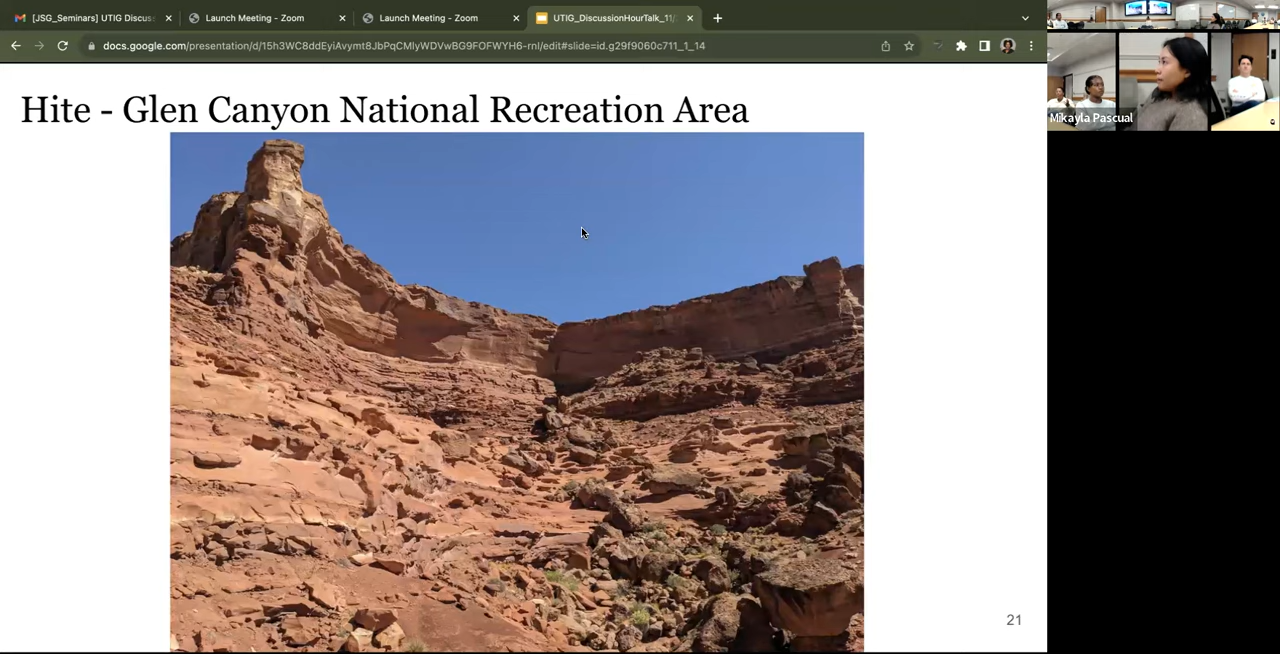 [JSG_Seminars] UTIG Discus
Launch Meeting - Zoom
Launch Meeting - Zoom
UTIG_DiscussionHourTalk_11/
docs.google.com/presentation/d/15h3WC8ddEyiAvymt8JbPqCMIyWDVwBG9FOFWYH6-rnI/edit#slide=id.g29f9060c711_1_14
Hite - Glen Canyon National Recreation Area
Mikayla Pascual
21